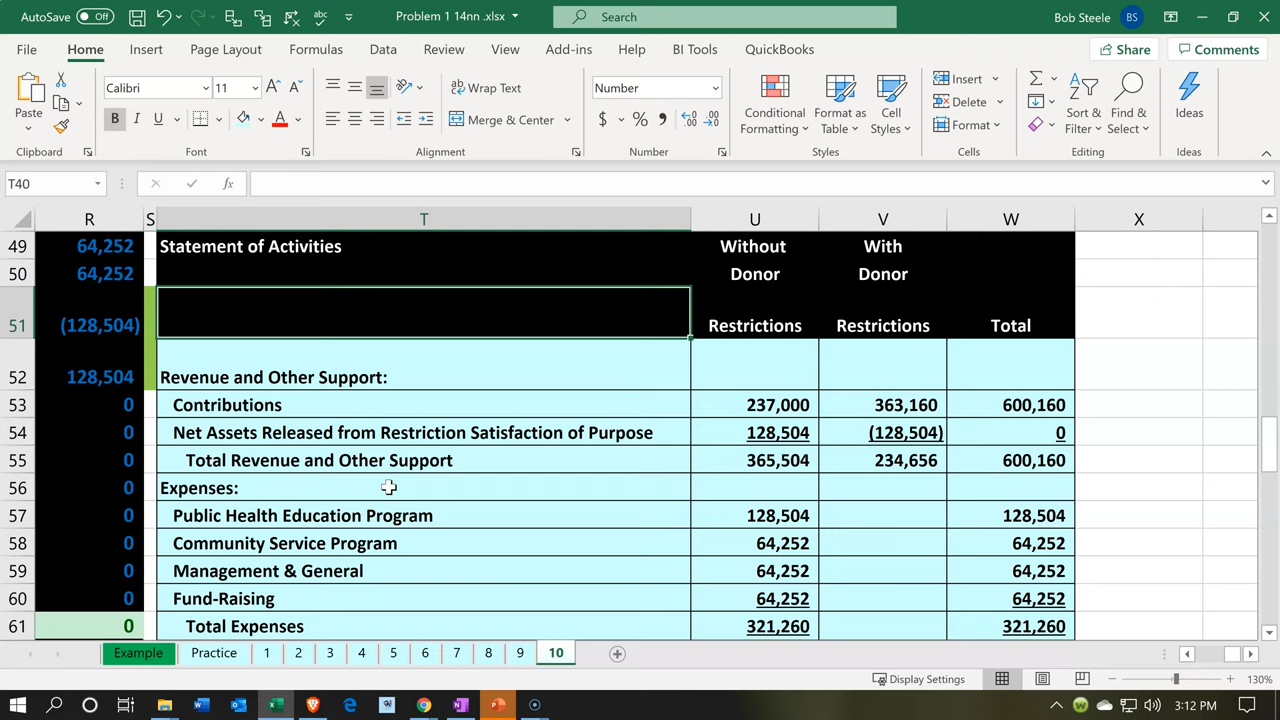 AutoSave Off abc Problem 1 14nn .xlsx Search Bob Steele BS
File Home Insert Page Layout Formulas Data Review View Add-ins Help BI Tools QuickBooks Share Comments
Paste Calibri 11 A A ab Wrap Text Number Conditional Formatting Format as Table Cell Styles Insert Sort & Filter Find & Select Ideas
B I U A Merge & Center $ % Delete
Format
Clipboard Font Alignment Number Styles Cells Editing Ideas
T40 fx
R S T U V W X
49 64,252 Statement of Activities Without With
50 64,252 Donor Donor
51 (128,504) Restrictions Restrictions Total
52 128,504 Revenue and Other Support:
53 0 Contributions 237,000 363,160 600,160
54 0 Net Assets Released from Restriction Satisfaction of Purpose 128,504 (128,504) 0
55 0 Total Revenue and Other Support 365,504 234,656 600,160
56 0 Expenses:
57 0 Public Health Education Program 128,504 128,504
58 0 Community Service Program 64,252 64,252
59 0 Management & General 64,252 64,252
60 0 Fund-Raising 64,252 64,252
61 0 Total Expenses 321,260 321,260
Example Practice 1 2 3 4 5 6 7 8 9 10
Display Settings 130%
3:12 PM